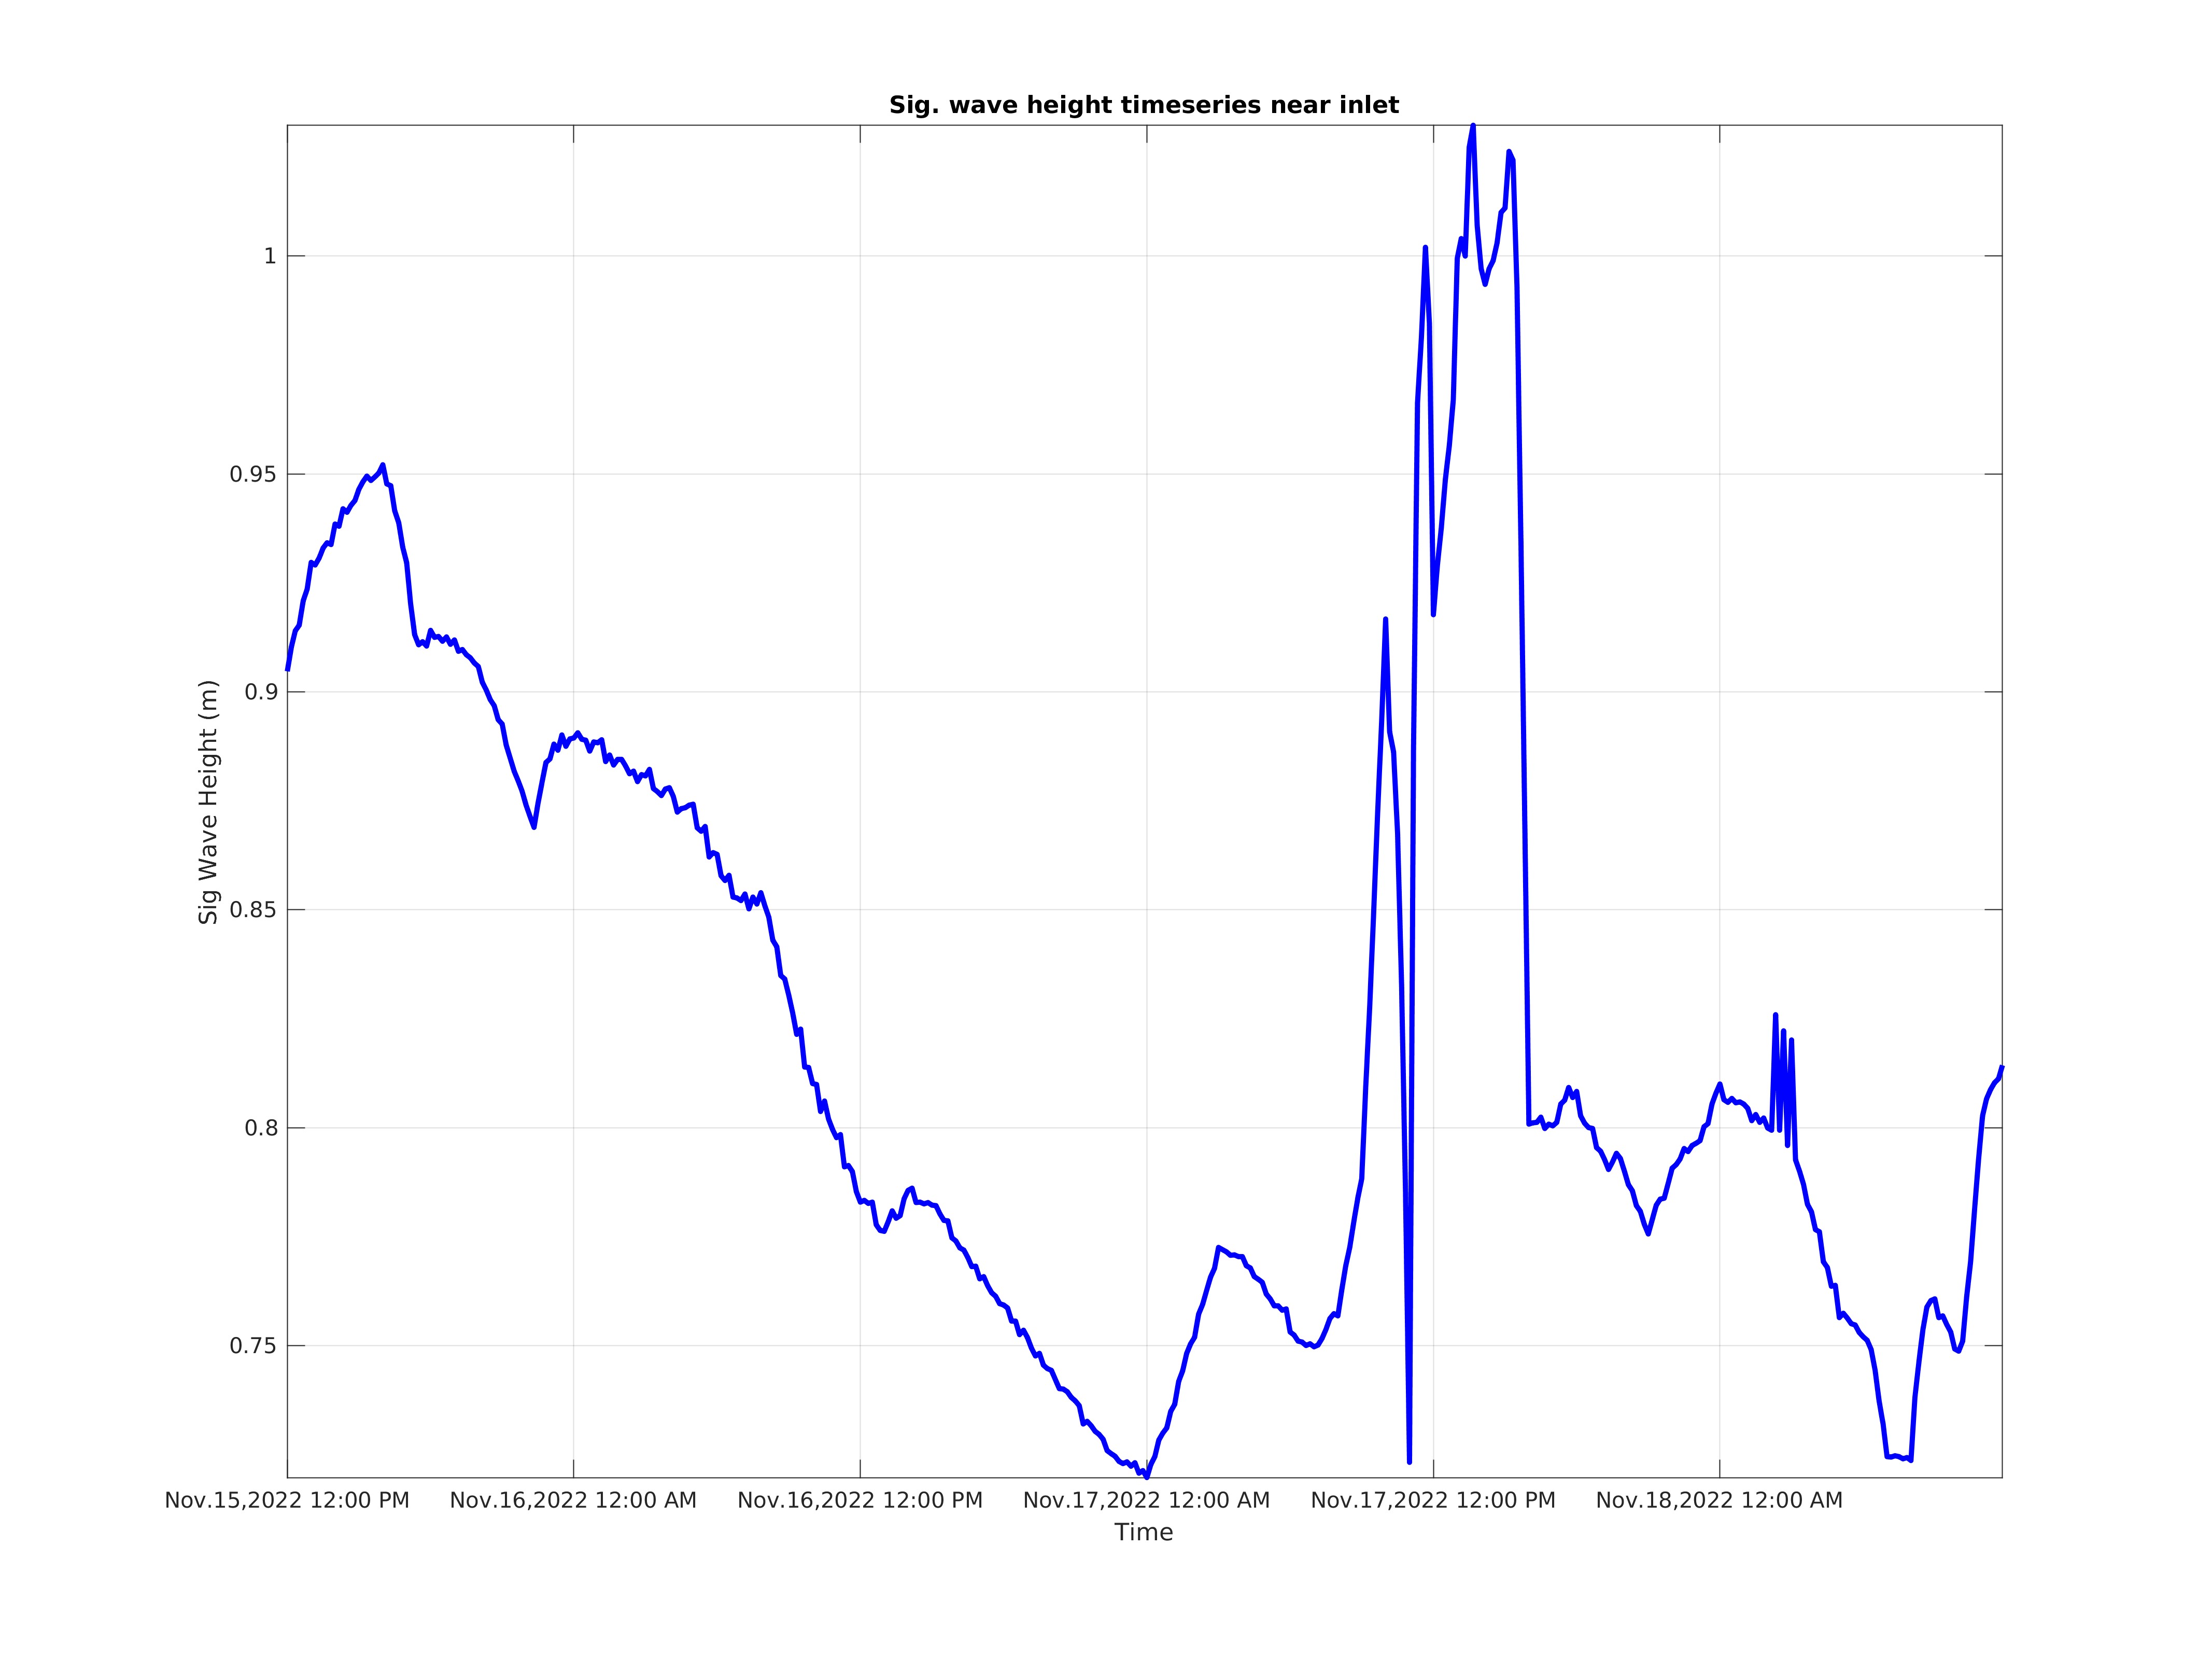 Sig. wave height timeseries near inlet
1
0.95
0.9
0.85
0.8
0.75
Sig Wave Height (m)
Nov.15,2022 12:00 PM Nov.16,2022 12:00 AM Nov.16,2022 12:00 PM Nov.17,2022 12:00 AM Nov.17,2022 12:00 PM Nov.18,2022 12:00 AM
Time